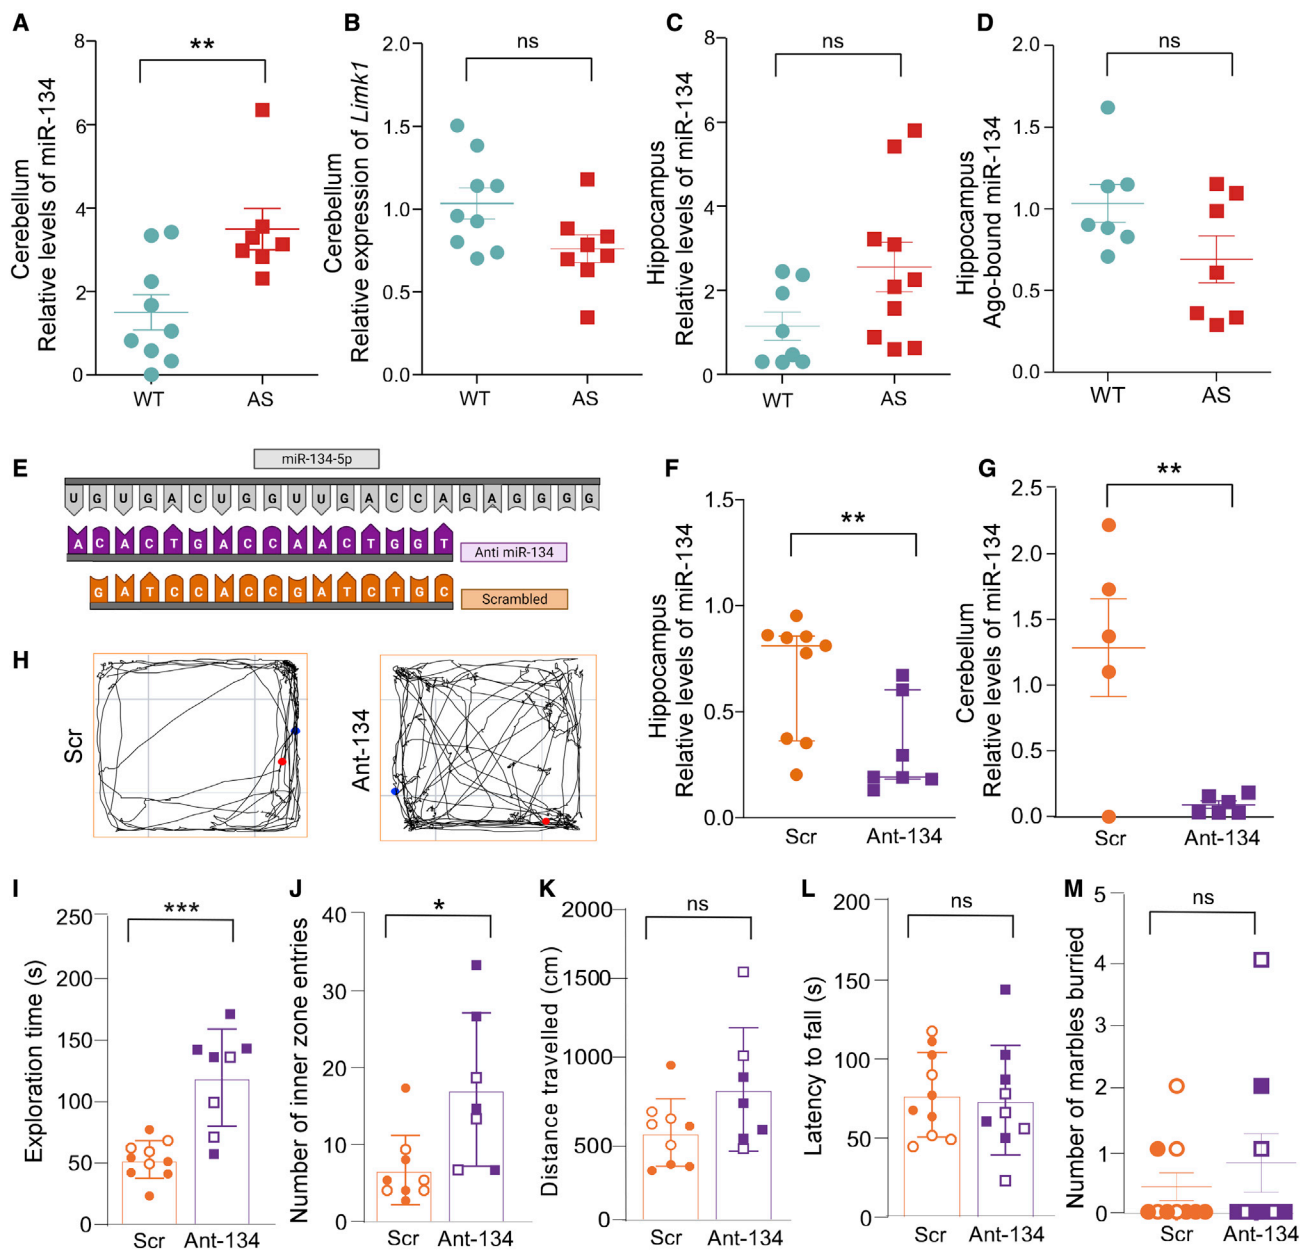 A
B
C
D
8
6
4
2
0
Cerebellum
Relative levels of miR-134
**
WT
AS
2.0
1.5
1.0
0.5
0.0
Cerebellum
Relative expression of Limk1
ns
WT
AS
8
6
4
2
0
Hippocampus
Relative levels of miR-134
ns
WT
AS
2.0
1.5
1.0
0.5
0.0
Hippocampus
Ago-bound miR-134
ns
WT
AS
E
miR-134-5p
U G U G A C U G G U U G A C C A G A G G G G
A C A C T G A C C A A C T G G T
Anti miR-134
G A T C C A C C G A T C T G C
Scrambled
F
1.5
1.0
0.5
0.0
Hippocampus
Relative levels of miR-134
**
Scr
Ant-134
G
2.5
2.0
1.5
1.0
0.5
0.0
Cerebellum
Relative levels of miR-134
**
Scr
Ant-134
H
Scr
Ant-134
I
250
200
150
100
50
0
Exploration time (s)
***
Scr
Ant-134
J
40
30
20
10
0
Number of inner zone entries
*
Scr
Ant-134
K
2000
1500
1000
500
0
Distance travelled (cm)
ns
Scr
Ant-134
L
200
150
100
50
0
Latency to fall (s)
ns
Scr
Ant-134
M
5
4
3
2
1
0
Number of marbles burried
ns
Scr
Ant-134